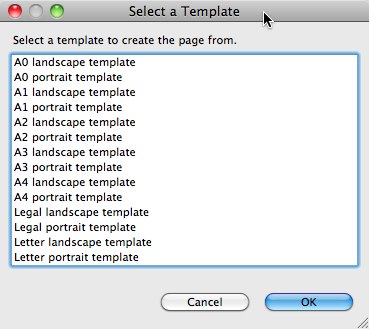 Select a Template
Select a template to create the page from.
A0 landscape template
A0 portrait template
A1 landscape template
A1 portrait template
A2 landscape template
A2 portrait template
A3 landscape template
A3 portrait template
A4 landscape template
A4 portrait template
Legal landscape template
Legal portrait template
Letter landscape template
Letter portrait template
Cancel OK